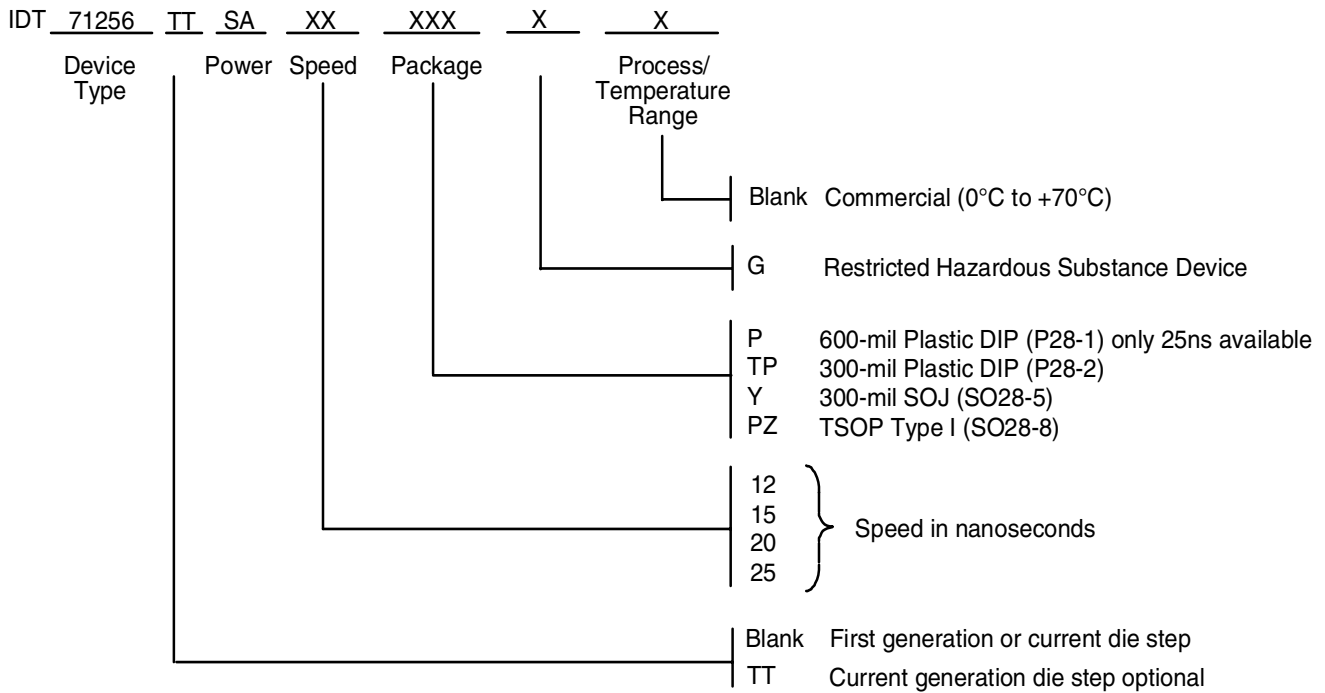 IDT 71256 TT SA XX XXX X X
Device Type
Power
Speed
Package
Process/
Temperature
Range
Blank Commercial (0°C to +70°C)
G Restricted Hazardous Substance Device
P 600-mil Plastic DIP (P28-1) only 25ns available
TP 300-mil Plastic DIP (P28-2)
Y 300-mil SOJ (SO28-5)
PZ TSOP Type I (SO28-8)
12
15
20
25
Speed in nanoseconds
Blank First generation or current die step
TT Current generation die step optional